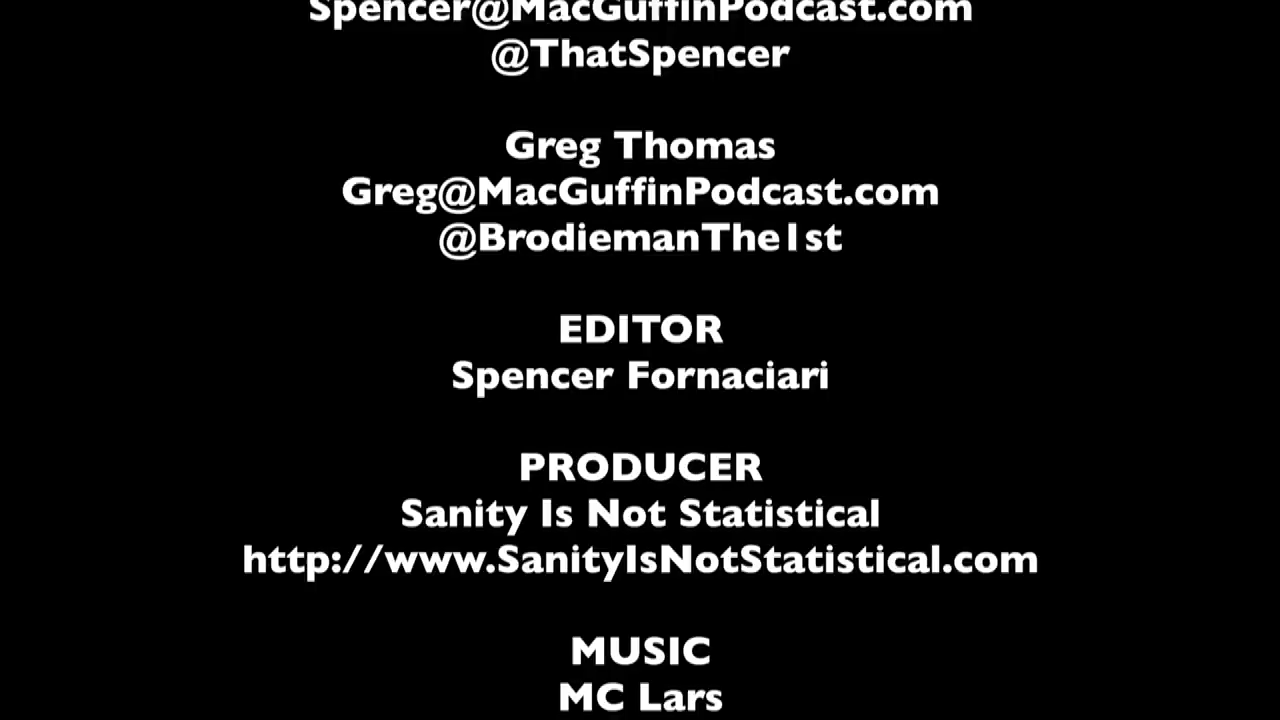 Spencer@MacGuffinPodcast.com
@ThatSpencer
Greg Thomas
Greg@MacGuffinPodcast.com
@BrodiemanThe1st
EDITOR
Spencer Fornaciari
PRODUCER
Sanity Is Not Statistical
http://www.SanityIsNotStatistical.com
MUSIC
MC Lars